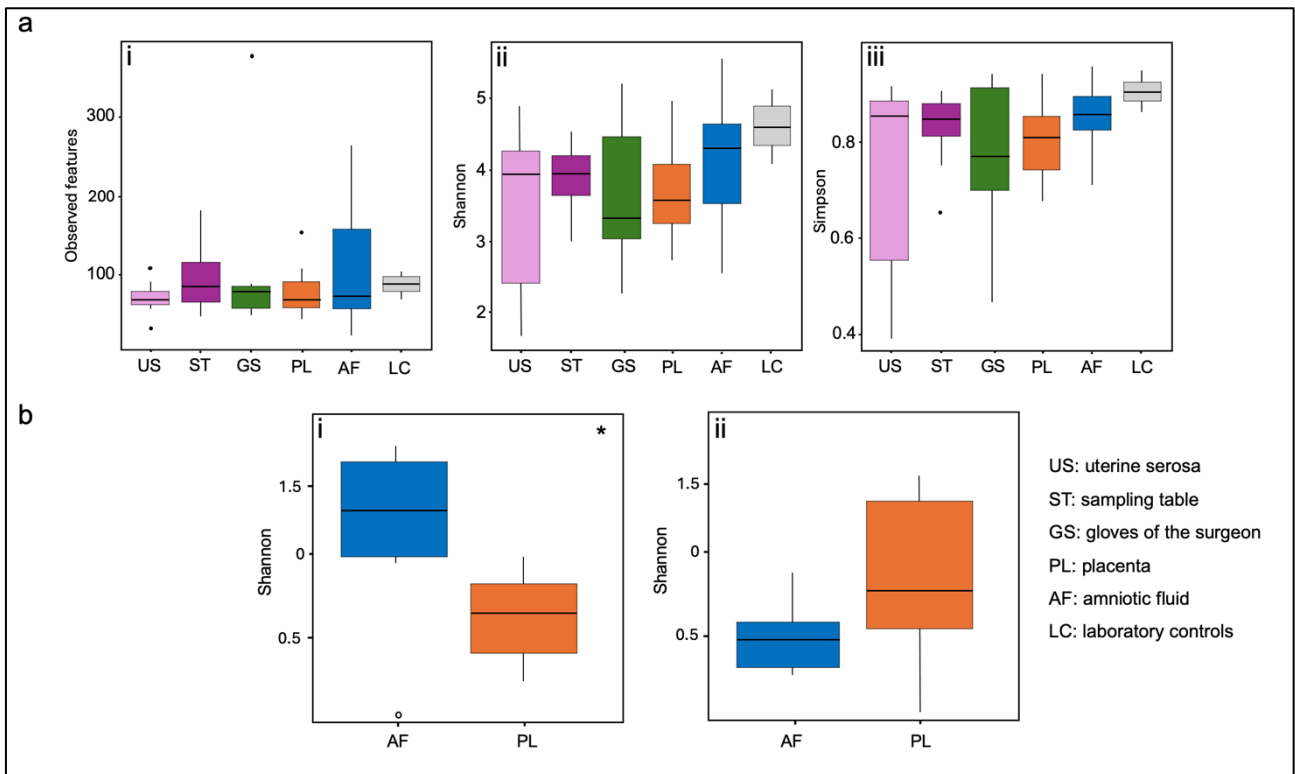 a
i
ii
iii
Observed features
300
200
100
US ST GS PL AF LC
Shannon
5
4
3
2
US ST GS PL AF LC
Simpson
0.8
0.6
0.4
US ST GS PL AF LC
b
i
*
ii
Shannon
1.5
0
0.5
AF PL
Shannon
1.5
0
0.5
AF PL
US: uterine serosa
ST: sampling table
GS: gloves of the surgeon
PL: placenta
AF: amniotic fluid
LC: laboratory controls